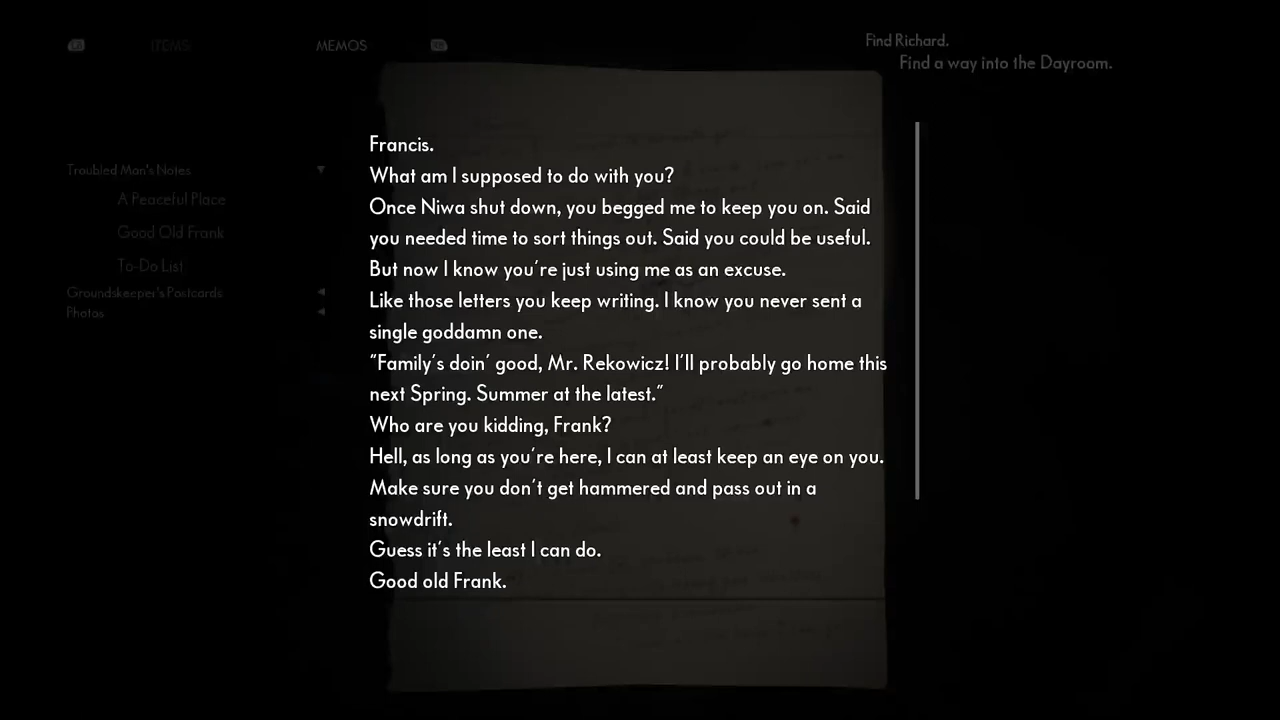 LB ITEMS MEMOS RB
Find Richard.
Find a way into the Dayroom.
Troubled Man's Notes
A Peaceful Place
Good Old Frank
To-Do List
Groundskeeper's Postcards
Photos
Francis.
What am I supposed to do with you?
Once Niwa shut down, you begged me to keep you on. Said
you needed time to sort things out. Said you could be useful.
But now I know you're just using me as an excuse.
Like those letters you keep writing. I know you never sent a
single goddamn one.
"Family's doin' good, Mr. Rekowicz! I'll probably go home this
next Spring. Summer at the latest."
Who are you kidding, Frank?
Hell, as long as you're here, I can at least keep an eye on you.
Make sure you don't get hammered and pass out in a
snowdrift.
Guess it's the least I can do.
Good old Frank.